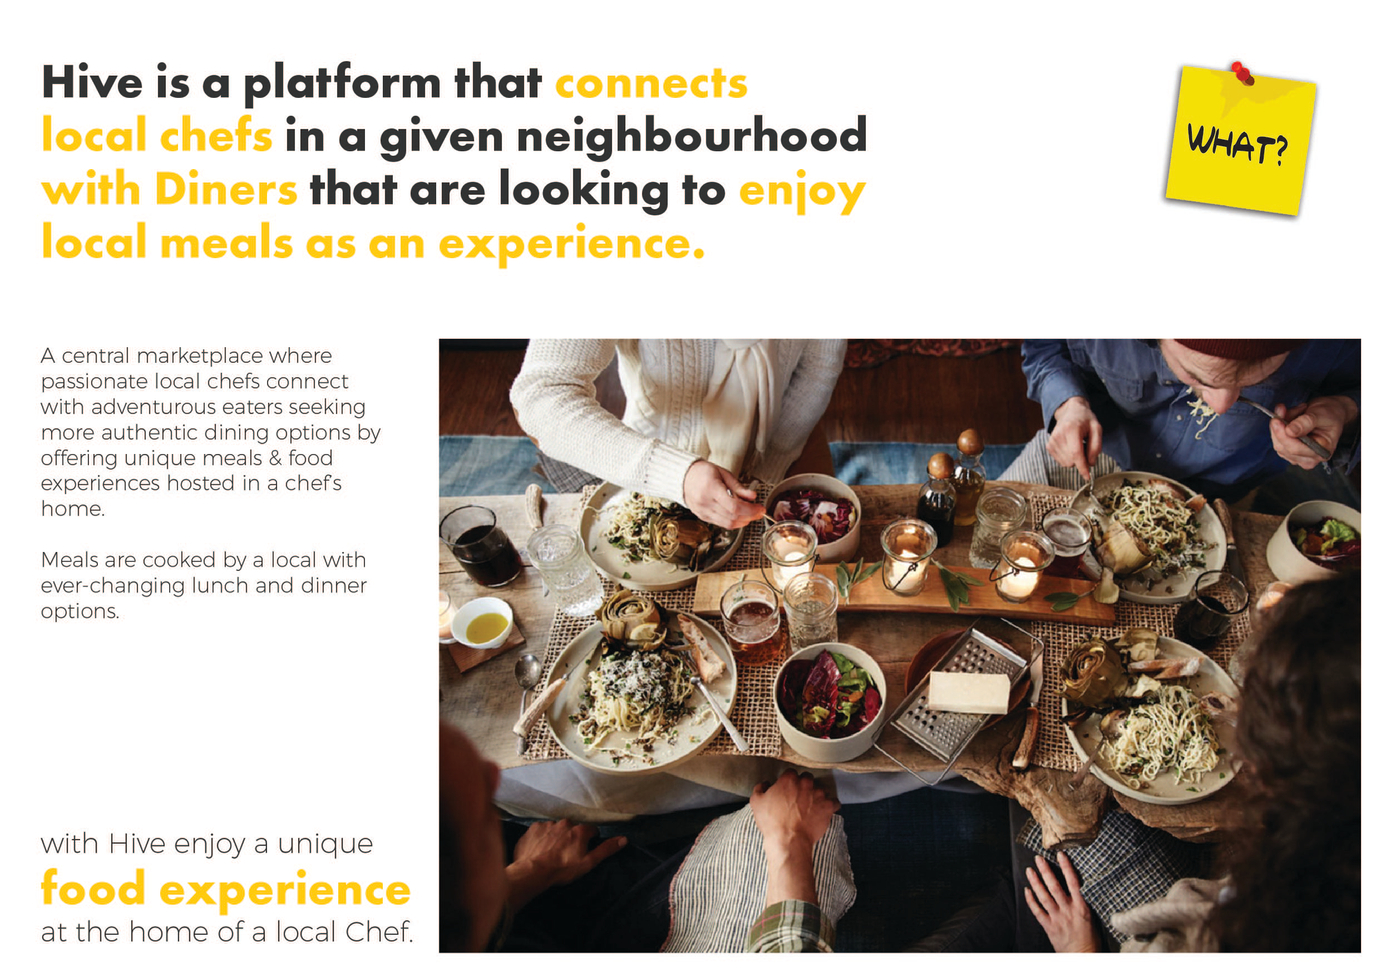 Hive is a platform that connects
local chefs in a given neighbourhood
with Diners that are looking to enjoy
local meals as an experience.
WHAT?
A central marketplace where
passionate local chefs connect
with adventurous eaters seeking
more authentic dining options by
offering unique meals & food
experiences hosted in a chefs
home.
Meals are cooked by a local with
ever-changing lunch and dinner
options.
with Hive enjoy a unique
food experience
at the home of a local Chef.